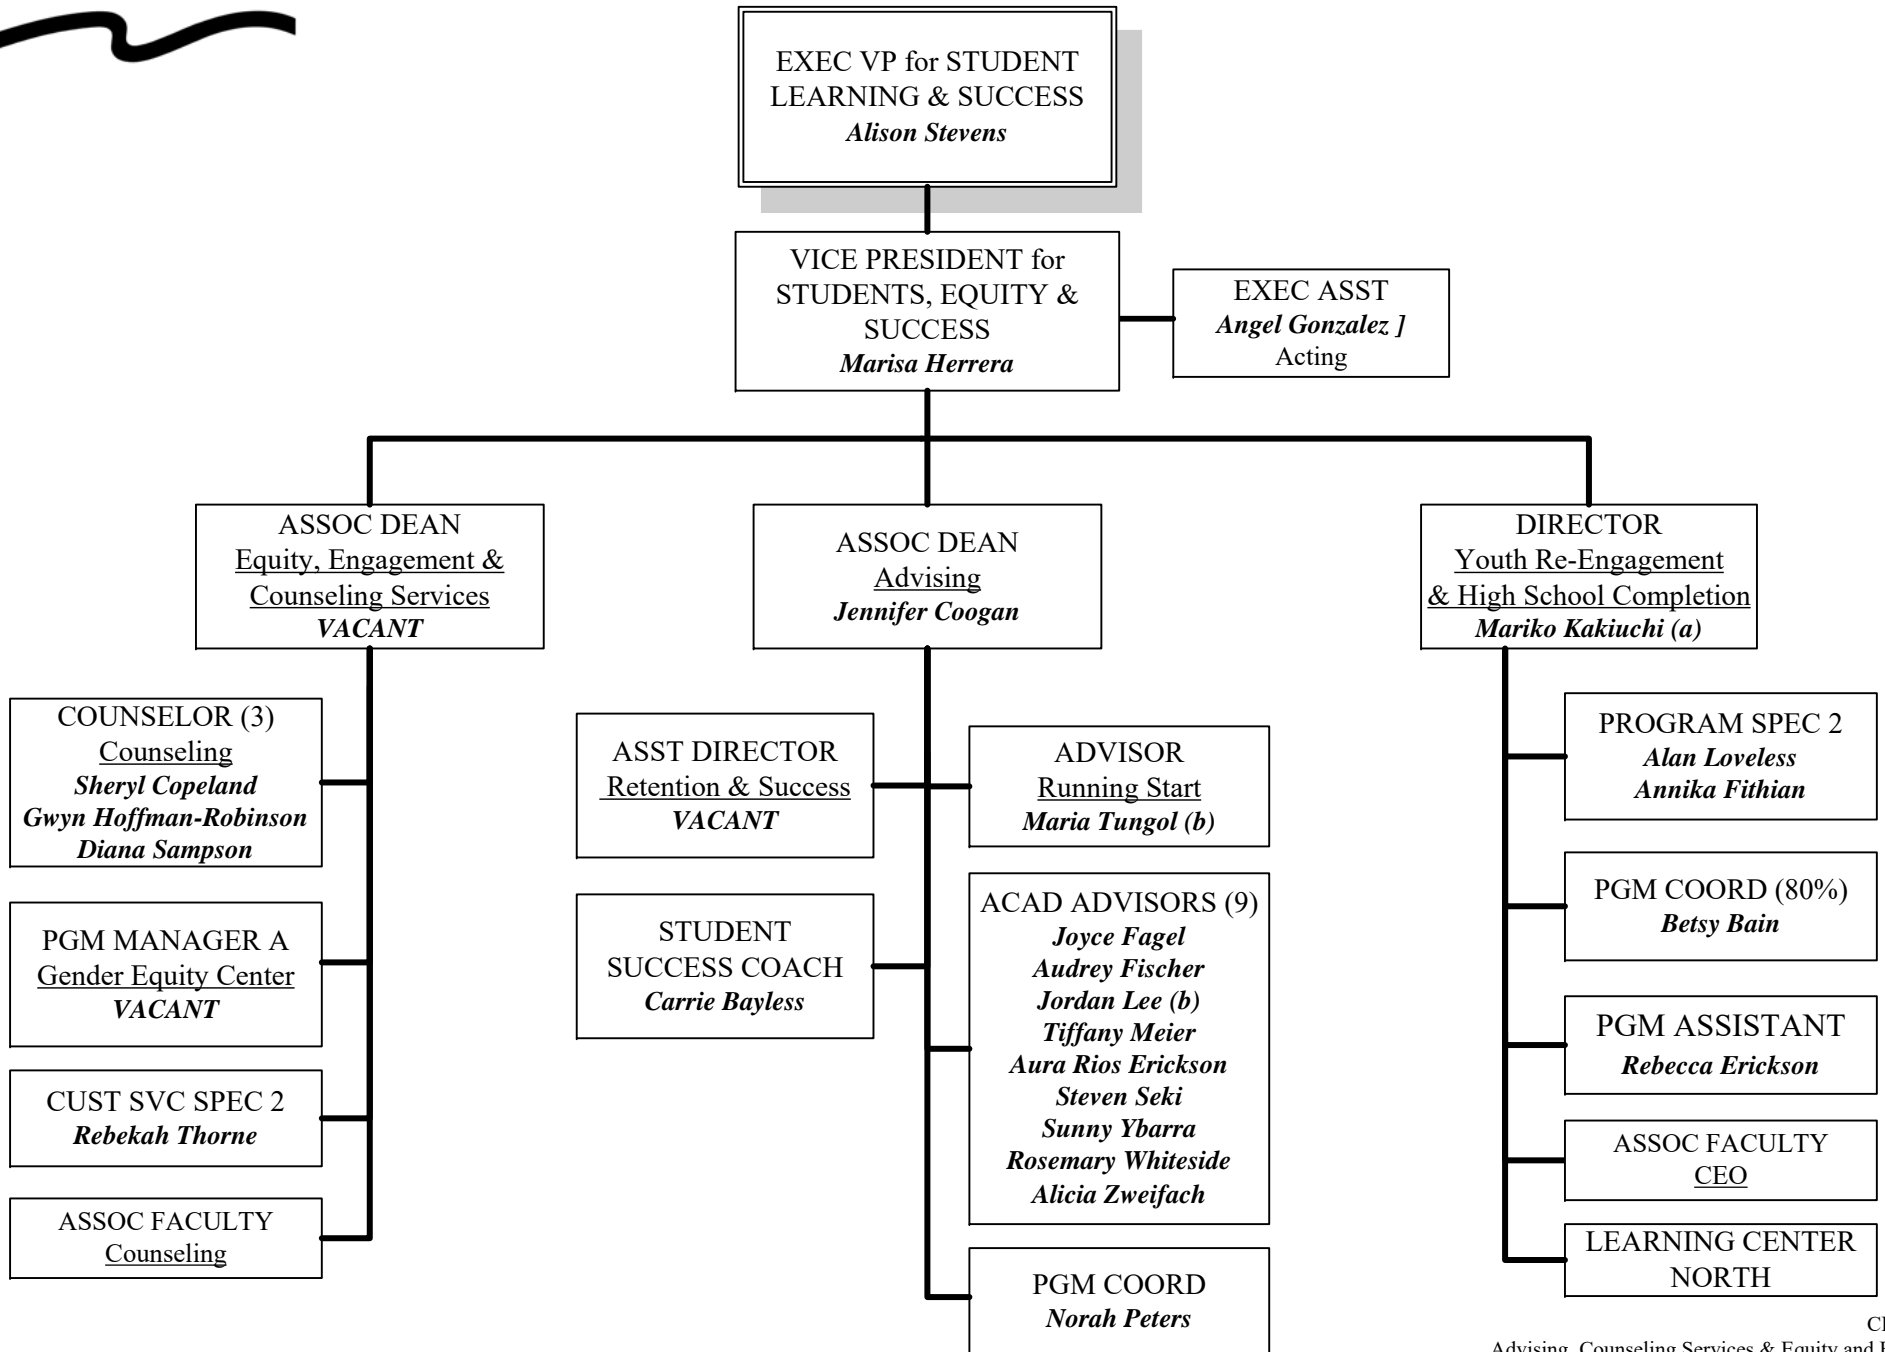 EXEC VP for STUDENT
LEARNING & SUCCESS
Alison Stevens
VICE PRESIDENT for
STUDENTS, EQUITY &
SUCCESS
Marisa Herrera
EXEC ASST
Angel Gonzalez ]
Acting
ASSOC DEAN
Equity, Engagement &
Counseling Services
VACANT
COUNSELOR (3)
Counseling
Sheryl Copeland
Gwyn Hoffman-Robinson
Diana Sampson
PGM MANAGER A
Gender Equity Center
VACANT
CUST SVC SPEC 2
Rebekah Thorne
ASSOC FACULTY
Counseling
ASSOC DEAN
Advising
Jennifer Coogan
ASST DIRECTOR
Retention & Success
VACANT
STUDENT
SUCCESS COACH
Carrie Bayless
ADVISOR
Running Start
Maria Tungol (b)
ACAD ADVISORS (9)
Joyce Fagel
Audrey Fischer
Jordan Lee (b)
Tiffany Meier
Aura Rios Erickson
Steven Seki
Sunny Ybarra
Rosemary Whiteside
Alicia Zweifach
PGM COORD
Norah Peters
DIRECTOR
Youth Re-Engagement
& High School Completion
Mariko Kakiuchi (a)
PROGRAM SPEC 2
Alan Loveless
Annika Fithian
PGM COORD (80%)
Betsy Bain
PGM ASSISTANT
Rebecca Erickson
ASSOC FACULTY
CEO
LEARNING CENTER
NORTH
Advising, Counseling Services & Equity and